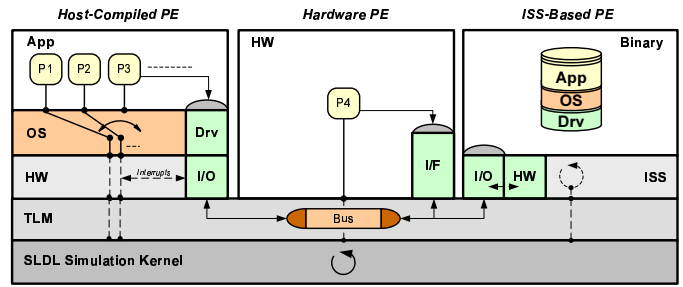 Host-Compiled PE
Hardware PE
ISS-Based PE
App
HW
Binary
P1
P2
P3
P4
App
OS
Drv
OS
Drv
I/F
HW
Interrupts
I/O
I/O
HW
ISS
TLM
Bus
SLDL Simulation Kernel